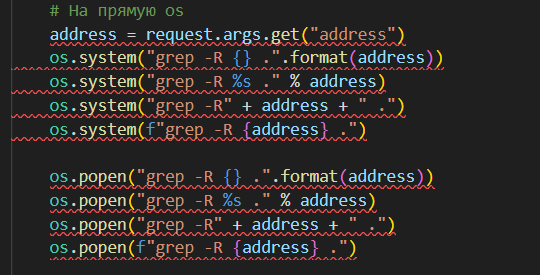 # На прямую os
address = request.args.get("address")
os.system("grep -R {} .".format(address))
os.system("grep -R %s ." % address)
os.system("grep -R" + address + " .")
os.system(f"grep -R {address} .")
os.popen("grep -R {} .".format(address))
os.popen("grep -R %s ." % address)
os.popen("grep -R" + address + " .")
os.popen(f"grep -R {address} .")